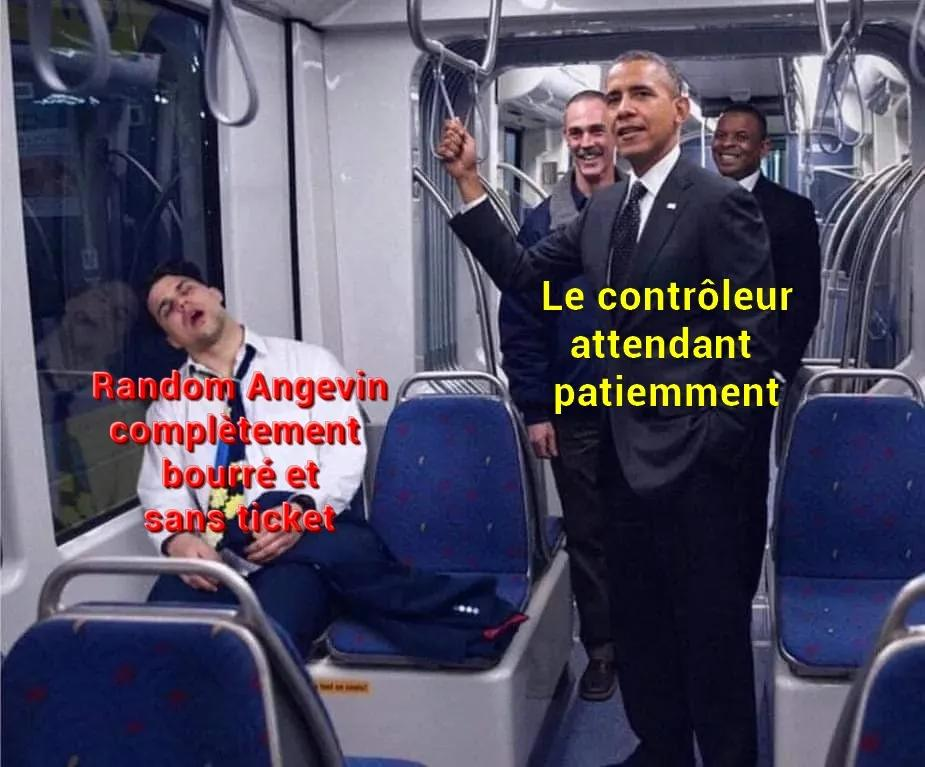 Random Angevin
complètement
bourré et
sans ticket
Le contrôleur
attendant
patiemment